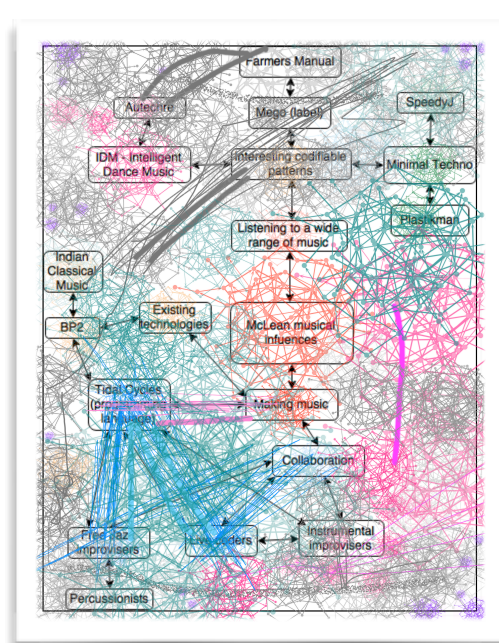 Farmers Manual
Autechre
Mego (label)
SpeedyJ
IDM - Intelligent
Dance Music
Interesting codifiable
patterns
Minimal Techno
Plastikman
Listening to a wide
range of music
Indian
Classical
Music
Existing
technologies
BP2
McLean musical
infuences
Tidal Cycles
(programming
language)
Making music
Collaboration
Free Jaz
improvisers
Live coders
Instrumental
improvisers
Percussionists